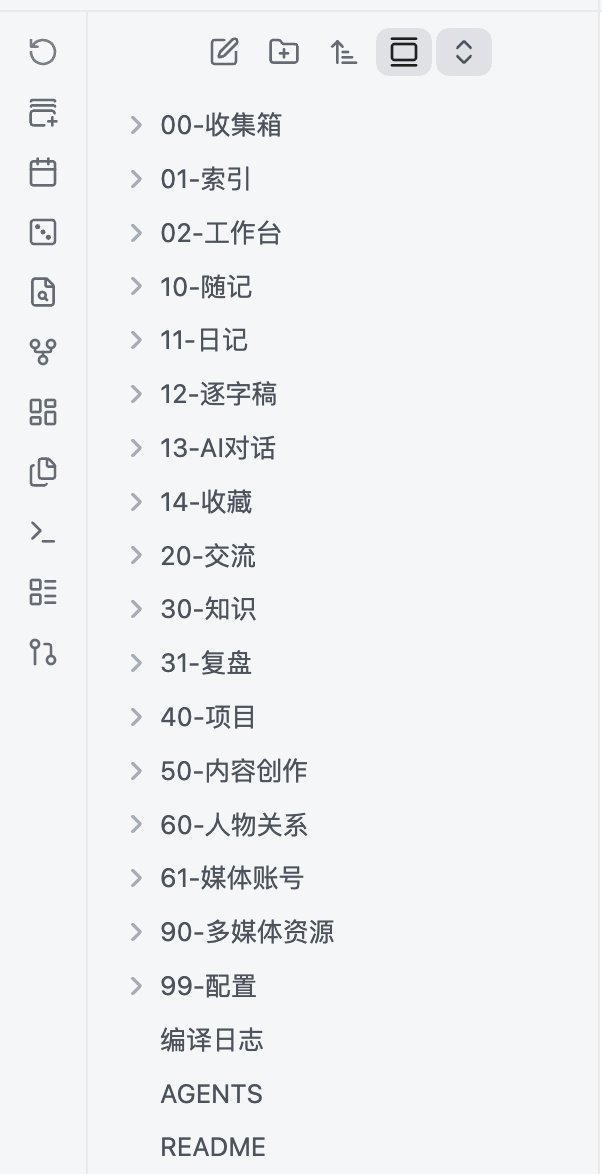 00-收集箱
01-索引
02-工作台
10-随记
11-日记
12-逐字稿
13-AI对话
14-收藏
20-交流
30-知识
31-复盘
40-项目
50-内容创作
60-人物关系
61-媒体账号
90-多媒体资源
99-配置
编译日志
AGENTS
README